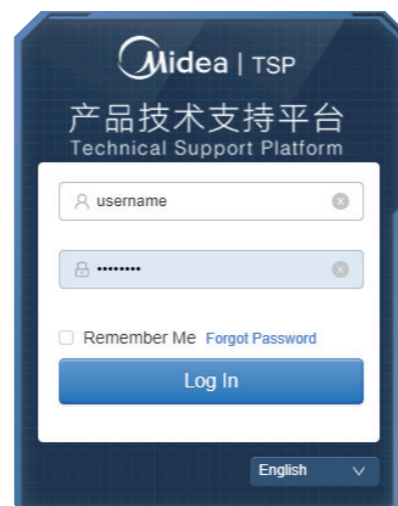 Midea | TSP
产品技术支持平台
Technical Support Platform
username
••••••••
Remember Me Forgot Password
Log In
English